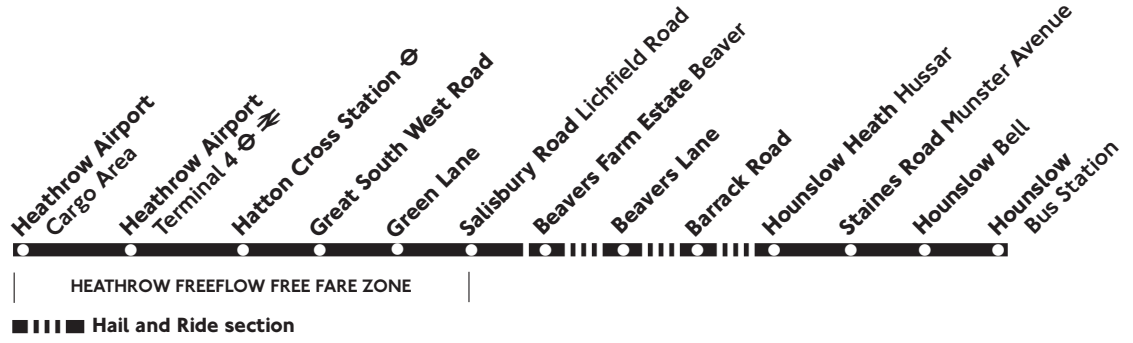 Heathrow Airport
Cargo Area
Heathrow Airport
Terminal 4
Hatton Cross Station
Great South West Road
Green Lane
Salisbury Road Lichfield Road
Beavers Farm Estate Beaver
Beavers Lane
Barrack Road
Hounslow Heath Hussar
Staines Road Munster Avenue
Hounslow Bell
Hounslow
Bus Station
HEATHROW FREEFLOW FREE FARE ZONE
Hail and Ride section